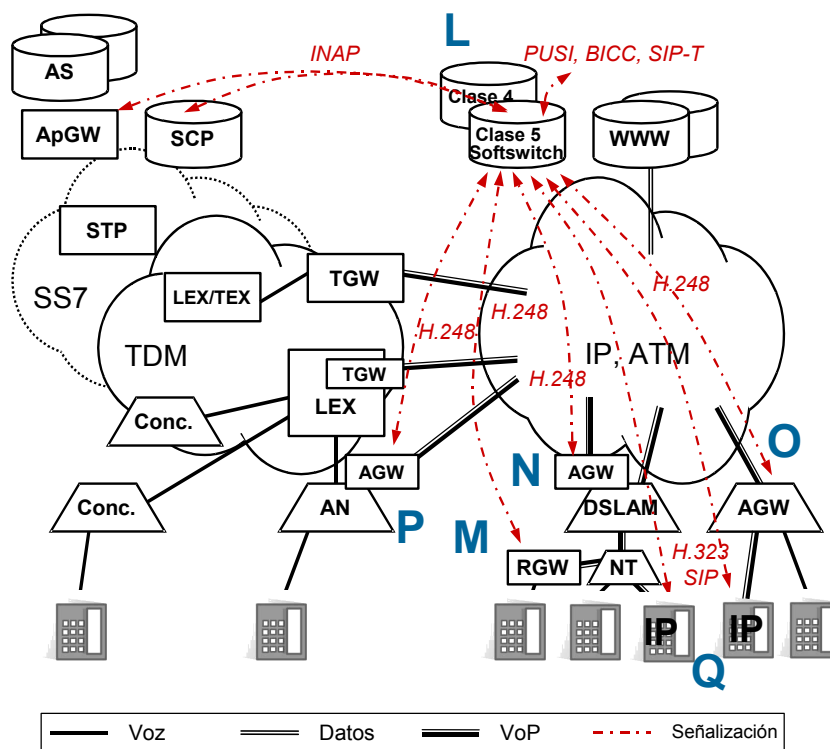 L
INAP
PUSI, BICC, SIP-T
AS
Clase 4
ApGW
SCP
Clase 5
Softswitch
WWW
STP
SS7
LEX/TEX
TGW
H.248
H.248
H.248
TDM
IP, ATM
TGW
H.248
LEX
Conc.
O
N
AGW
AGW
Conc.
AN
P
DSLAM
AGW
M
RGW
NT
H.323
SIP
IP
IP
Q
Voz
Datos
VoP
Señalización